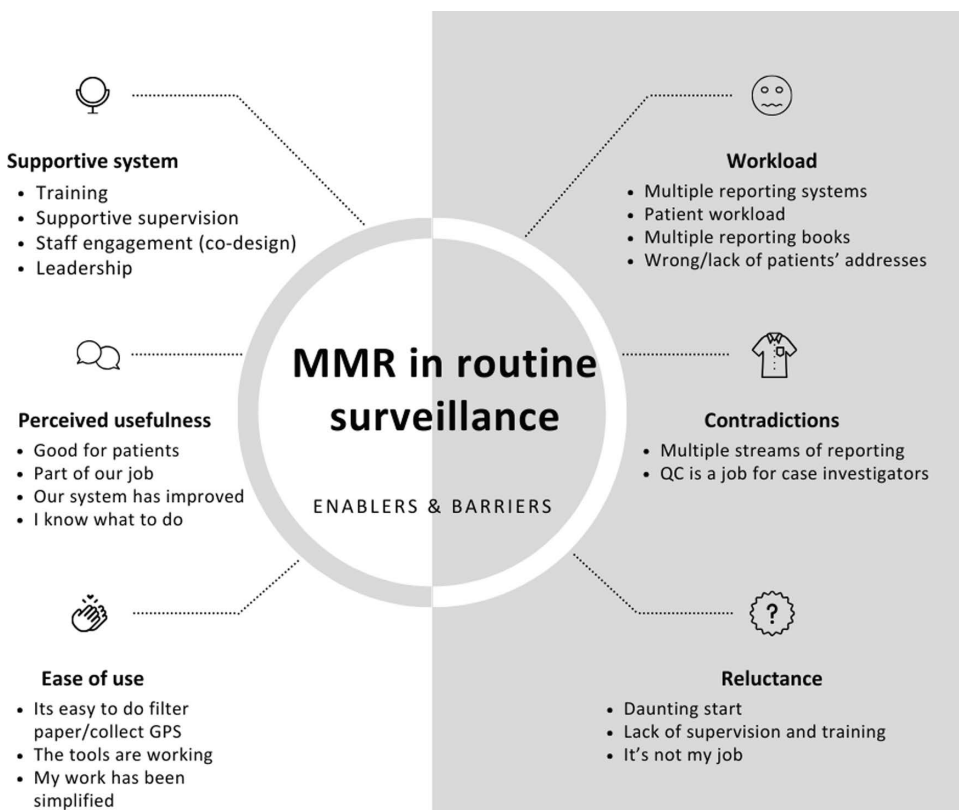 Supportive system
• Training
• Supportive supervision
• Staff engagement (co-design)
• Leadership
Perceived usefulness
• Good for patients
• Part of our job
• Our system has improved
• I know what to do
Ease of use
• Its easy to do filter
paper/collect GPS
• The tools are working
• My work has been
simplified
MMR in routine
surveillance
ENABLERS & BARRIERS
Workload
• Multiple reporting systems
• Patient workload
• Multiple reporting books
• Wrong/lack of patients’ addresses
Contradictions
• Multiple streams of reporting
• QC is a job for case investigators
?
Reluctance
• Daunting start
• Lack of supervision and training
• It’s not my job